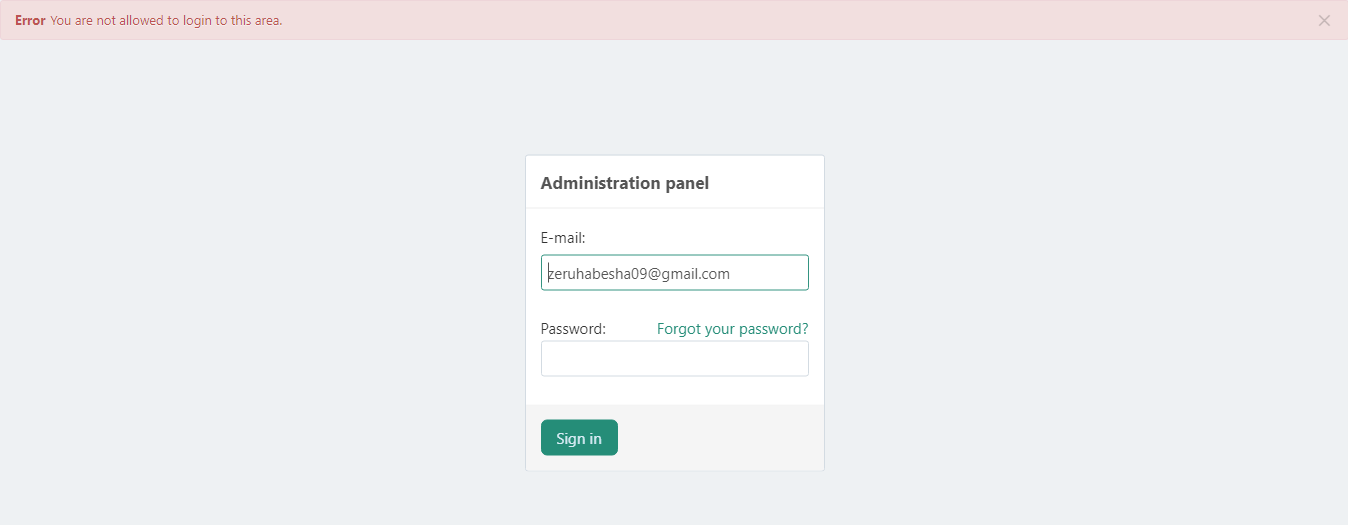 Error You are not allowed to login to this area.
Administration panel
E-mail:
zeruhabesha09@gmail.com
Password: Forgot your password?
Sign in